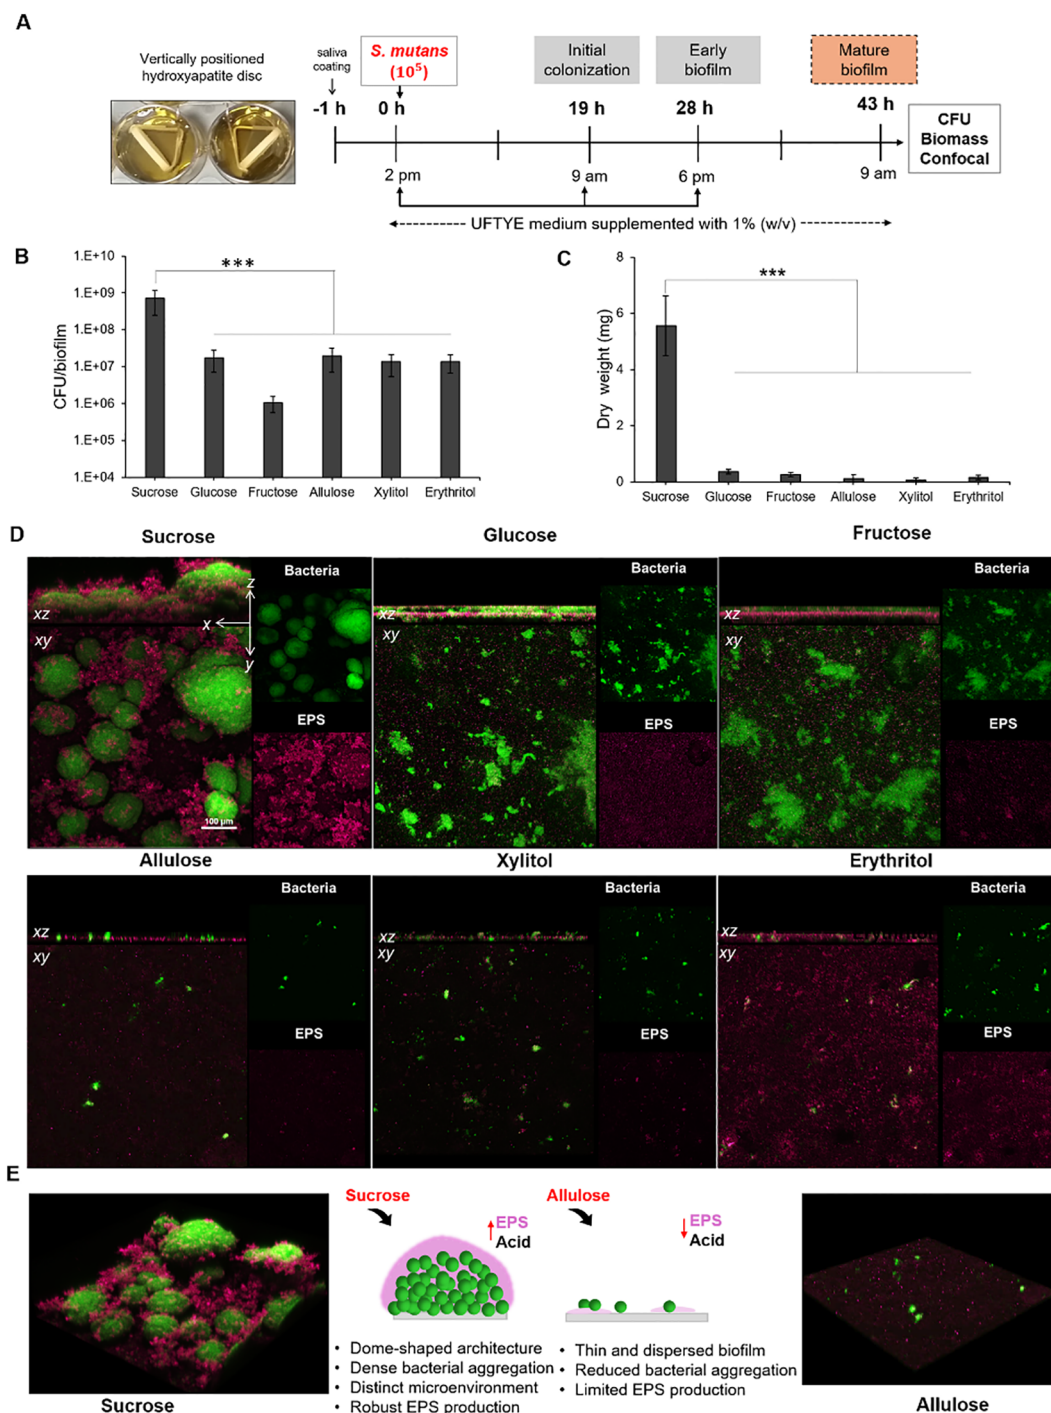 A
Vertically positioned
hydroxyapatite disc
saliva
coating
-1 h
S. mutans
(10⁵)
0 h
Initial
colonization
19 h
Early
biofilm
28 h
Mature
biofilm
43 h
CFU
Biomass
Confocal
2 pm
9 am
6 pm
9 am
UFTYE medium supplemented with 1% (w/v)
B
CFU/biofilm
1.E+10
1.E+09
1.E+08
1.E+07
1.E+06
1.E+05
1.E+04
***
Sucrose
Glucose
Fructose
Allulose
Xylitol
Erythritol
C
Dry weight (mg)
8
6
4
2
0
***
Sucrose
Glucose
Fructose
Allulose
Xylitol
Erythritol
D
Sucrose
xz
xy
z
x
y
100 µm
Bacteria
EPS
Glucose
xz
xy
Bacteria
EPS
Fructose
xz
xy
Bacteria
EPS
Allulose
xz
xy
Bacteria
EPS
Xylitol
xz
xy
Bacteria
EPS
Erythritol
xz
xy
Bacteria
EPS
E
Sucrose
Sucrose
EPS
Acid
• Dome-shaped architecture
• Dense bacterial aggregation
• Distinct microenvironment
• Robust EPS production
Allulose
EPS
Acid
• Thin and dispersed biofilm
• Reduced bacterial aggregation
• Limited EPS production
Allulose